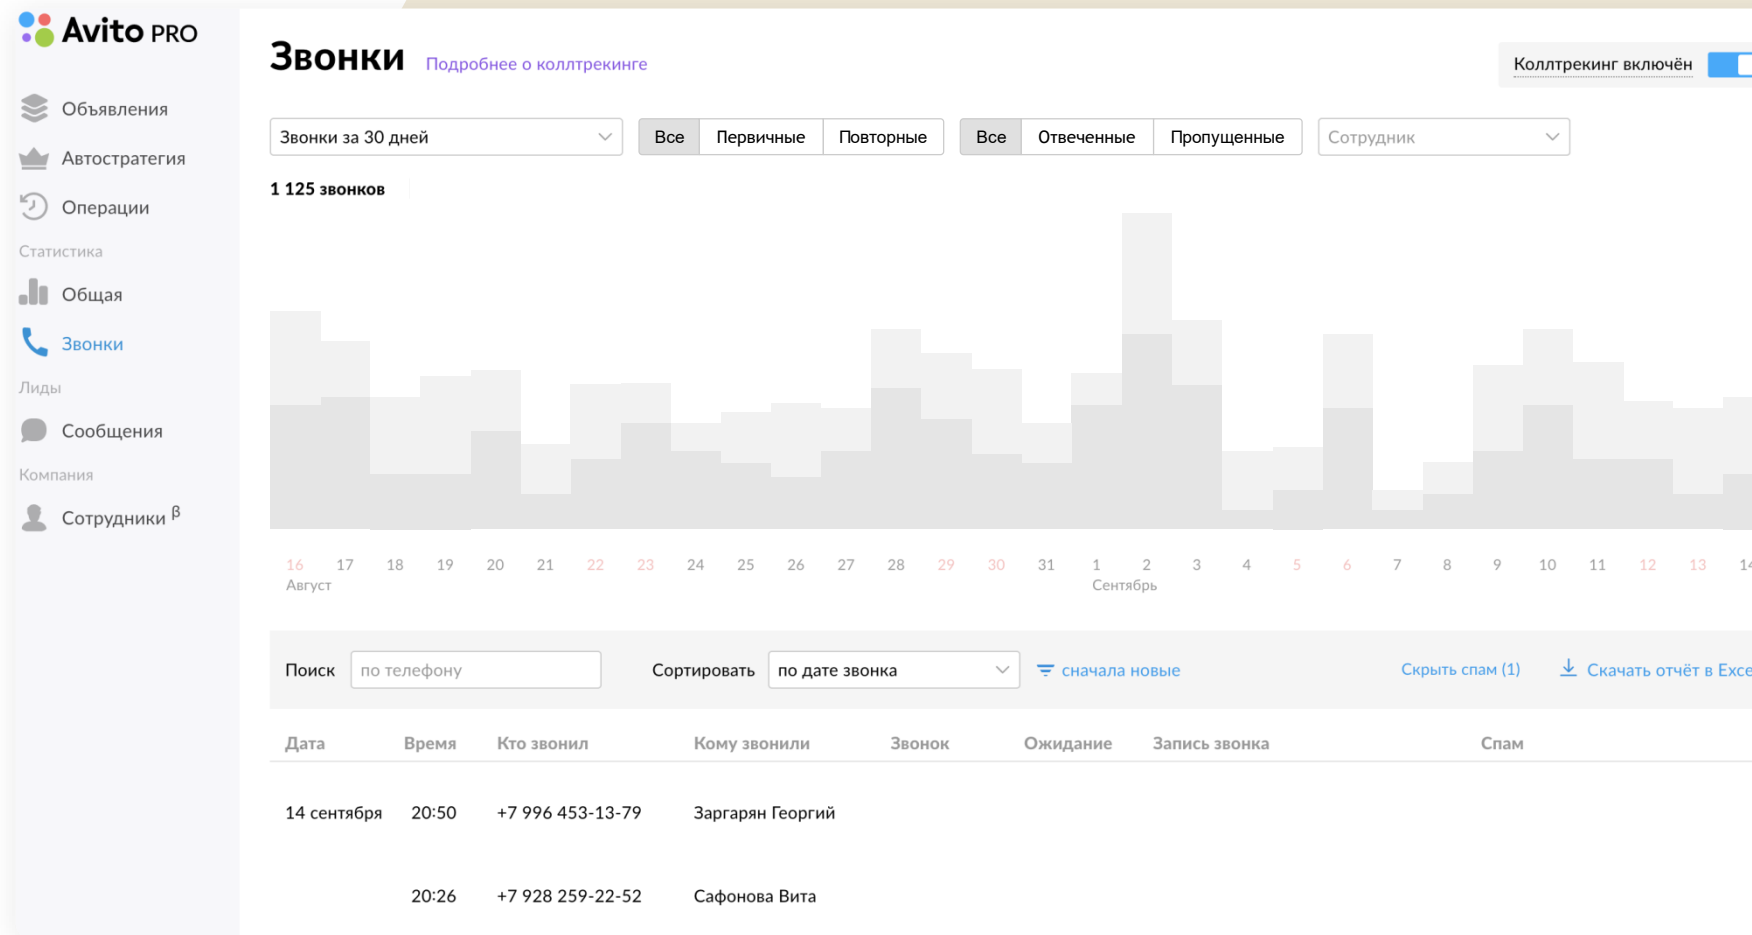 Avito PRO
Объявления
Автостратегия
Операции
Статистика
Общая
Звонки
Лиды
Сообщения
Компания
Сотрудники β
Звонки Подробнее о коллтрекинге Коллтрекинг включён
Звонки за 30 дней Все Первичные Повторные Все Отвеченные Пропущенные Сотрудник
1 125 звонков
16 17 18 19 20 21 22 23 24 25 26 27 28 29 30 31 1 2 3 4 5 6 7 8 9 10 11 12 13 14
Август Сентябрь
Поиск по телефону Сортировать по дате звонка сначала новые Скрыть спам (1) Скачать отчёт в Exce
Дата Время Кто звонил Кому звонили Звонок Ожидание Запись звонка Спам
14 сентября 20:50 +7 996 453-13-79 Заргарян Георгий
20:26 +7 928 259-22-52 Сафонова Вита